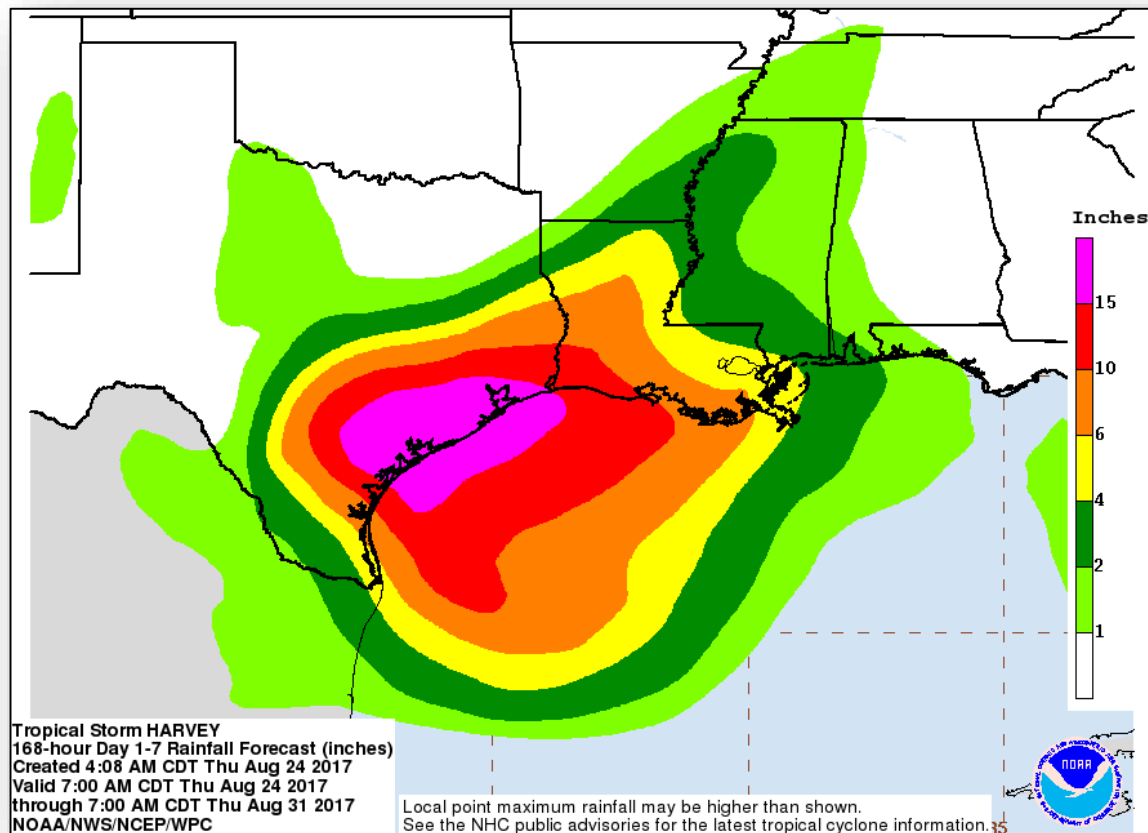 Inches
15
10
6
4
2
1
Tropical Storm HARVEY
168-hour Day 1-7 Rainfall Forecast (inches)
Created 4:08 AM CDT Thu Aug 24 2017
Valid 7:00 AM CDT Thu Aug 24 2017
through 7:00 AM CDT Thu Aug 31 2017
NOAA/NWS/NCEP/WPC
Local point maximum rainfall may be higher than shown.
See the NHC public advisories for the latest tropical cyclone information.
NOAA